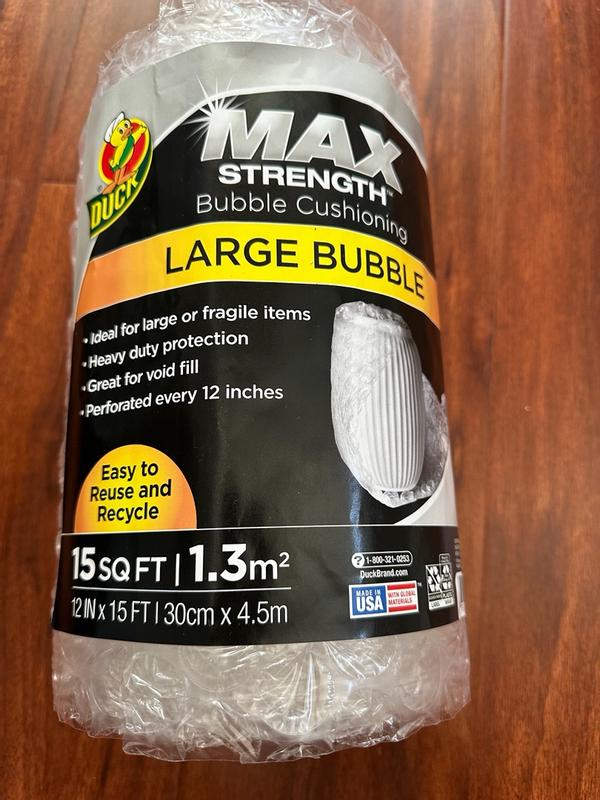 DUCK
MAX
STRENGTH™
Bubble Cushioning
LARGE BUBBLE
• Ideal for large or fragile items
• Heavy duty protection
• Great for void fill
• Perforated every 12 inches
Easy to
Reuse and
Recycle
15 SQ FT | 1.3m²
12 IN x 15 FT | 30cm x 4.5m
? 1-800-321-0253
DuckBrand.com
MADE IN
USA
WITH GLOBAL
MATERIALS